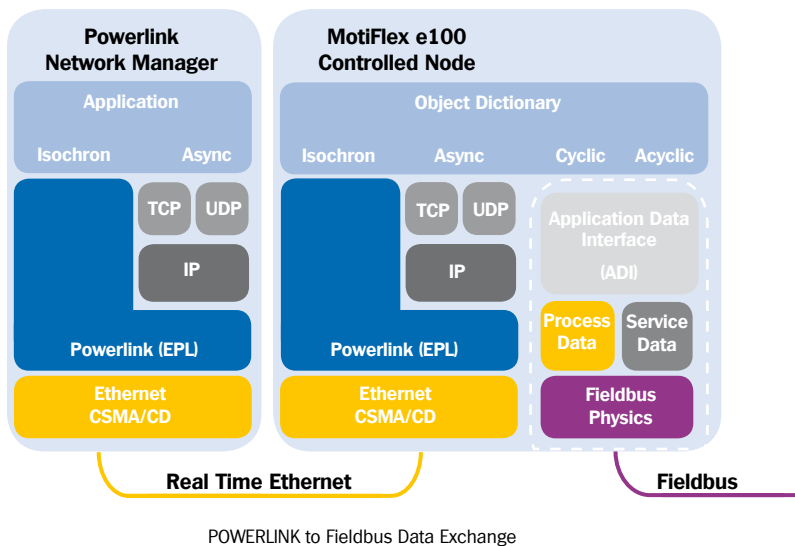 Powerlink
Network Manager
Application
Isochron
Async
TCP
UDP
IP
Powerlink (EPL)
Ethernet
CSMA/CD
MotiFlex e100
Controlled Node
Object Dictionary
Isochron
Async
Cyclic
Acyclic
TCP
UDP
IP
Powerlink (EPL)
Ethernet
CSMA/CD
Application Data
Interface
(ADI)
Process
Data
Service
Data
Fieldbus
Physics
Real Time Ethernet
Fieldbus
POWERLINK to Fieldbus Data Exchange